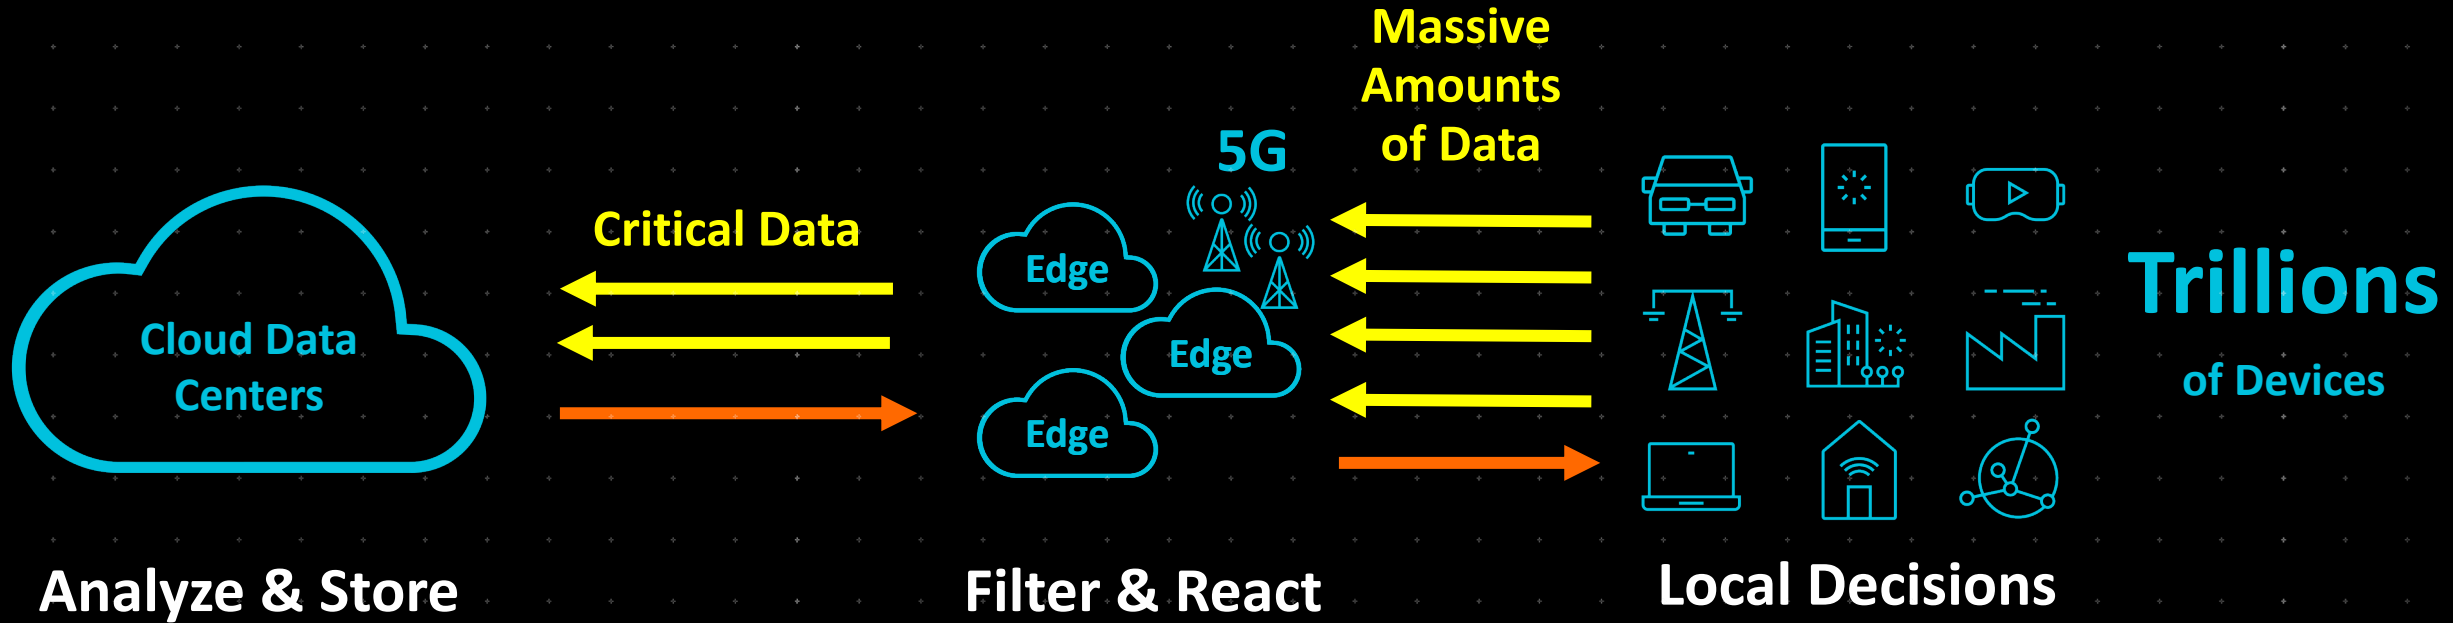 Massive
Amounts
of Data
5G
Critical Data
Edge
Edge
Edge
Cloud Data
Centers
Trillions
of Devices
Analyze & Store
Filter & React
Local Decisions